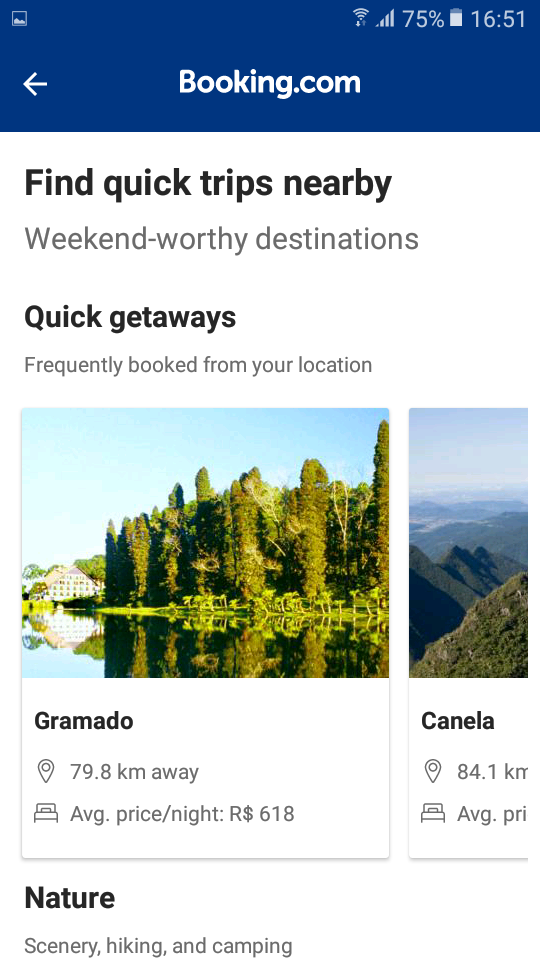 75% 16:51
Booking.com
Find quick trips nearby
Weekend-worthy destinations
Quick getaways
Frequently booked from your location
Gramado
79.8 km away
Avg. price/night: R$ 618
Canela
84.1 km
Avg. pri
Nature
Scenery, hiking, and camping